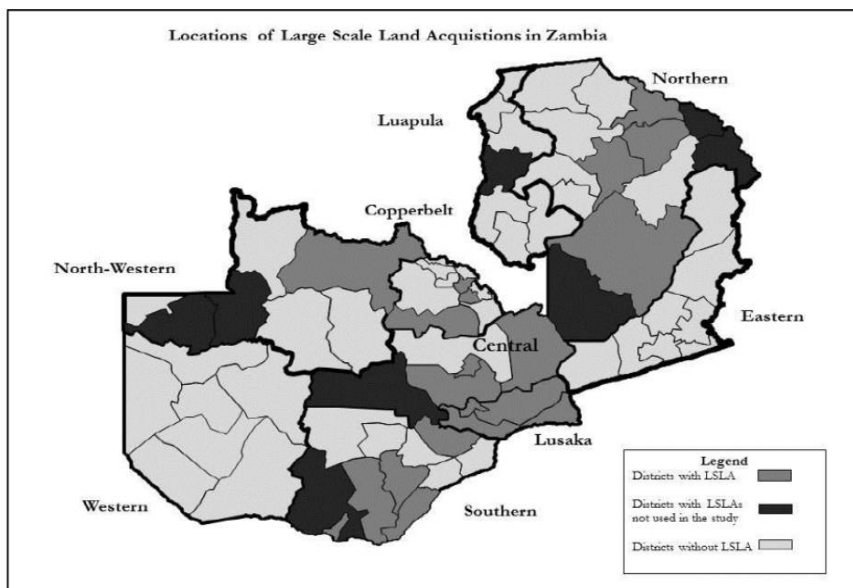 Locations of Large Scale Land Acquistions in Zambia
Northern
Luapula
Copperbelt
North-Western
Eastern
Central
Lusaka
Western
Southern
Legend
Districts with LSLA
Districts with LSLAs
not used in the study
Districts without LSLA